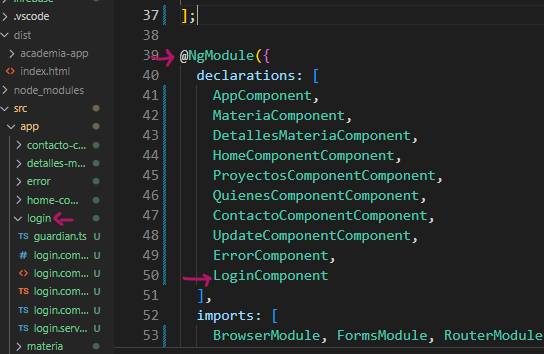 firebase
.vscode
dist
academia-app
index.html
node_modules
src
app
contacto-c...
detalles-m...
error
home-co...
login
TS guardian.ts U
# login.com... U
<> login.com... U
TS login.com... U
TS login.com... U
TS login.serv... U
materia
37 ];
38
39 @NgModule({
40 declarations: [
41 AppComponent,
42 MateriaComponent,
43 DetallesMateriaComponent,
44 HomeComponentComponent,
45 ProyectosComponentComponent,
46 QuienesComponentComponent,
47 ContactoComponentComponent,
48 UpdateComponentComponent,
49 ErrorComponent,
50 LoginComponent
51 ],
52 imports: [
53 BrowserModule, FormsModule, RouterModule